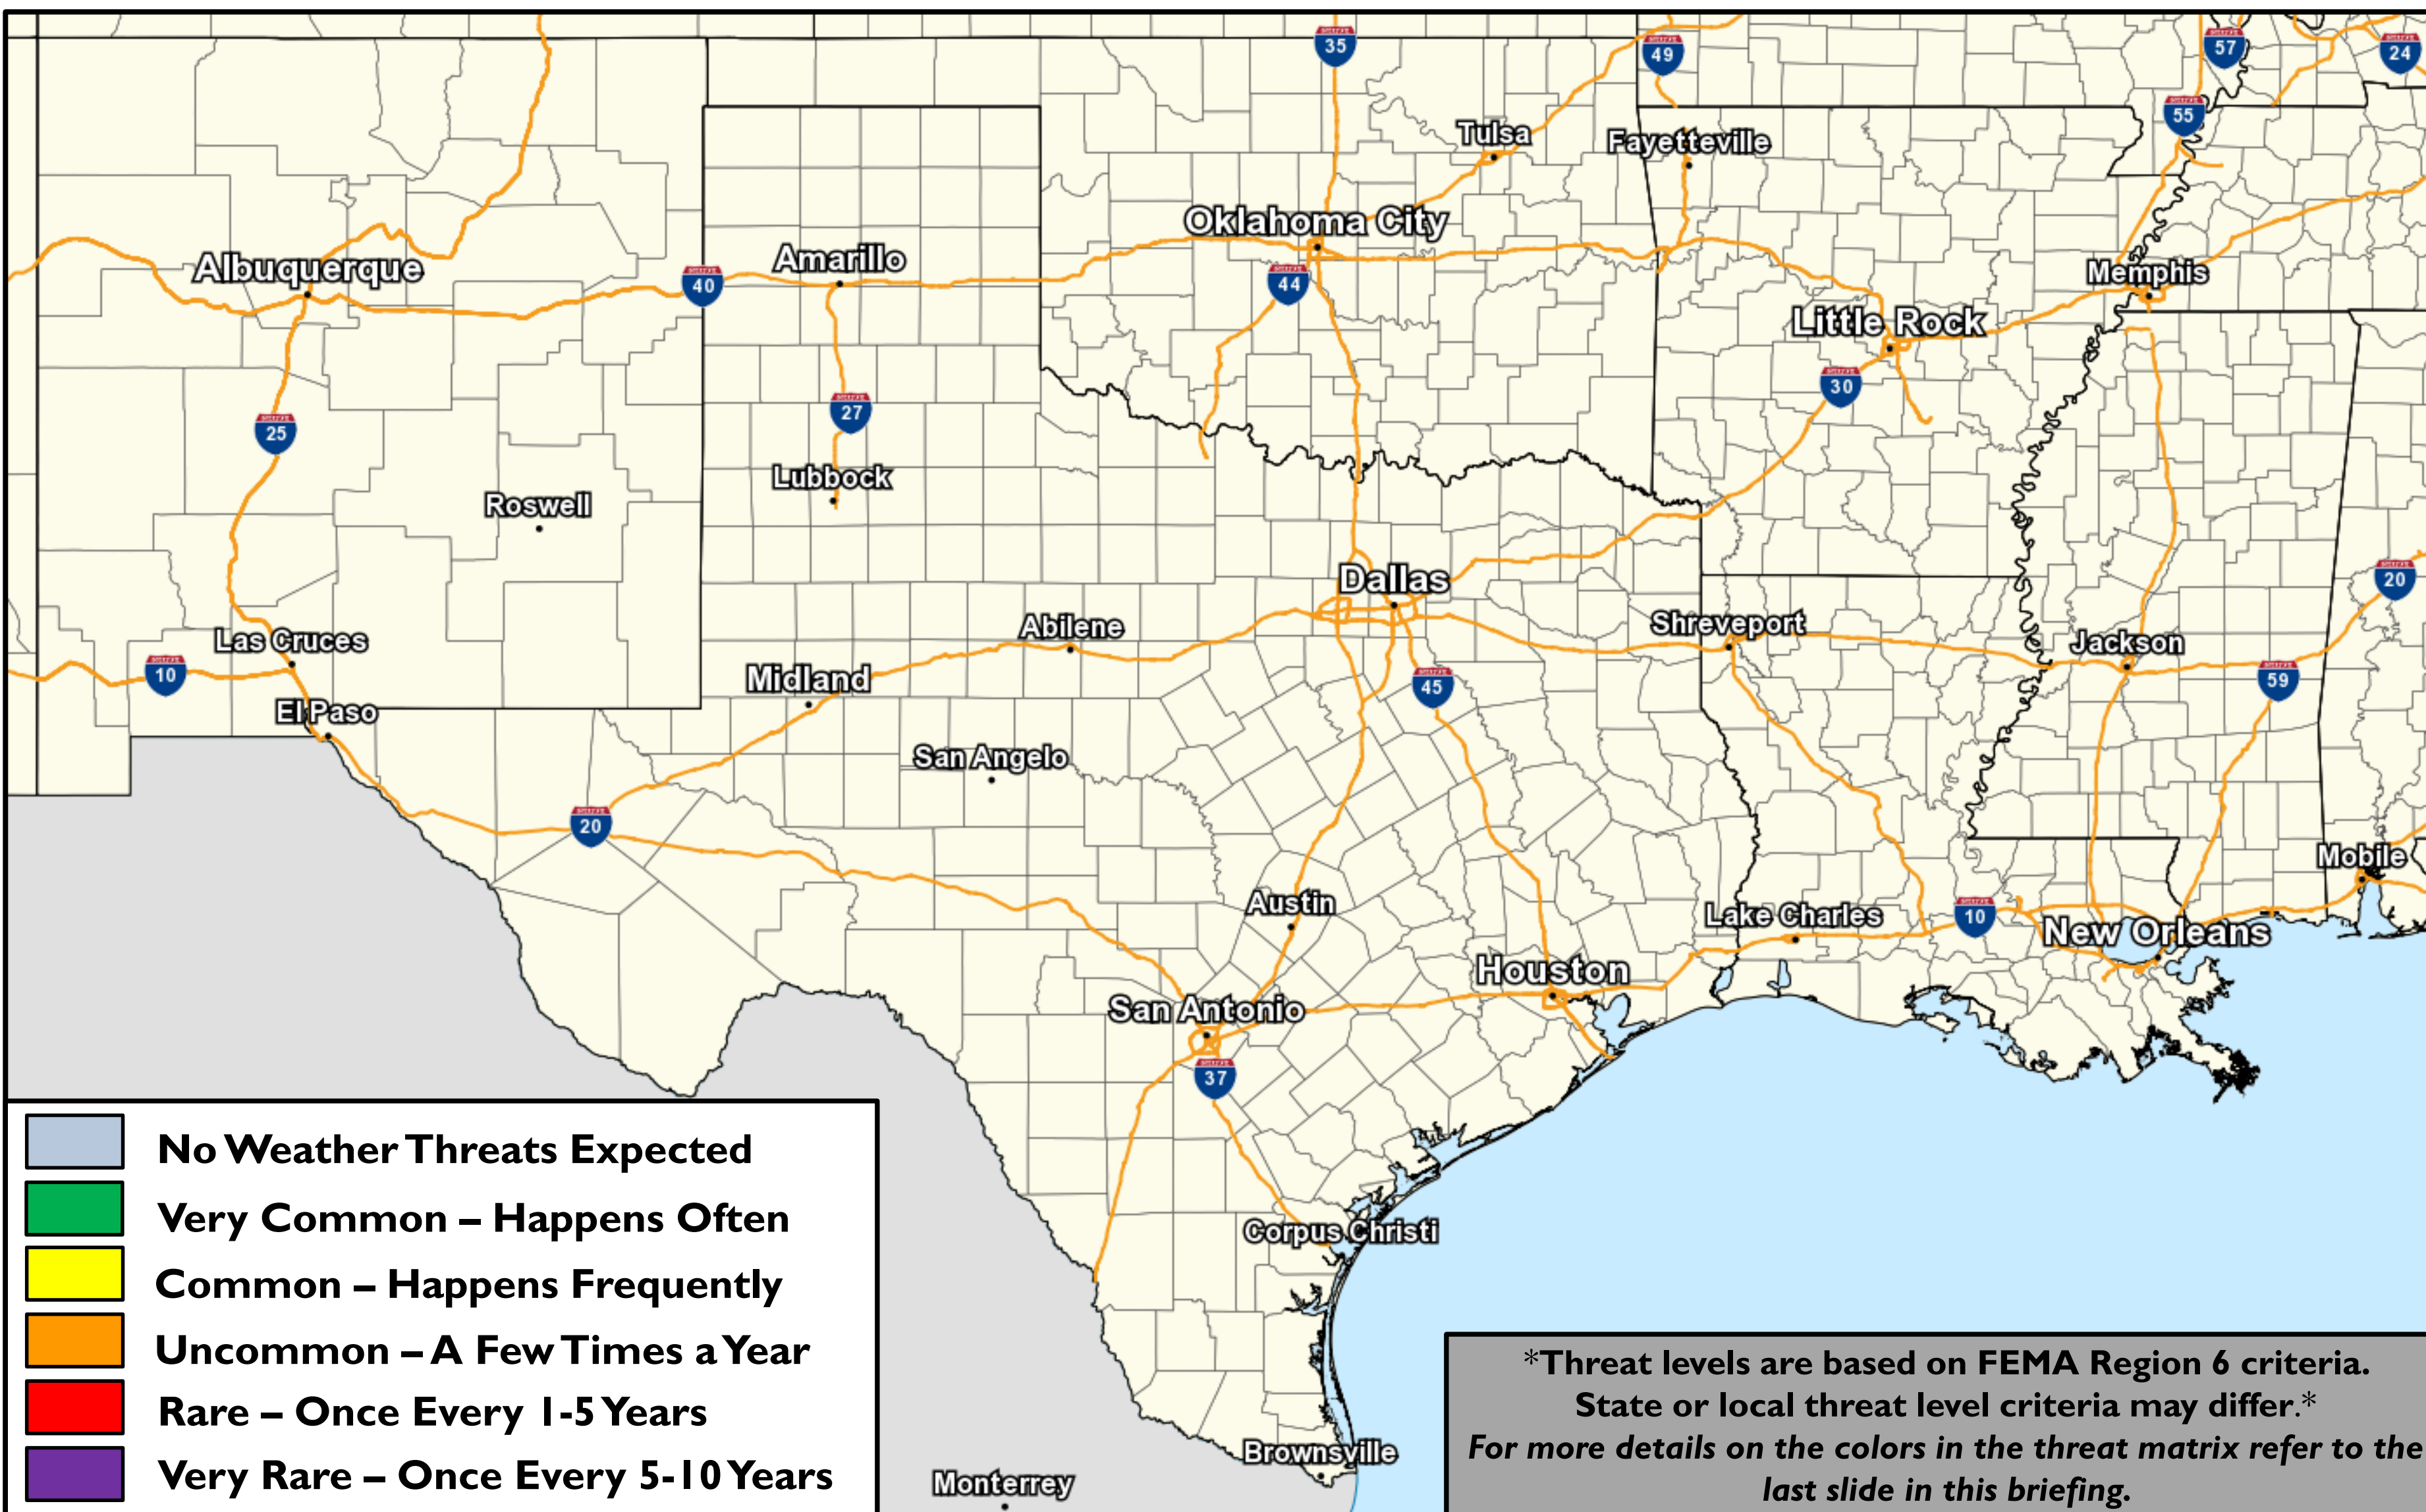 35
49
57
24
55
Tulsa
Fayetteville
Oklahoma City
Albuquerque
Amarillo
40
44
Memphis
Little Rock
30
27
25
Lubbock
Roswell
Dallas
20
Abilene
Shreveport
Las Cruces
Jackson
10
Midland
45
59
El Paso
San Angelo
20
Mobile
Austin
Lake Charles
10
New Orleans
Houston
San Antonio
37
Corpus Christi
Brownsville
Monterrey
No Weather Threats Expected
Very Common – Happens Often
Common – Happens Frequently
Uncommon – A Few Times a Year
Rare – Once Every 1-5 Years
Very Rare – Once Every 5-10 Years
*Threat levels are based on FEMA Region 6 criteria.
State or local threat level criteria may differ.*
For more details on the colors in the threat matrix refer to the
last slide in this briefing.